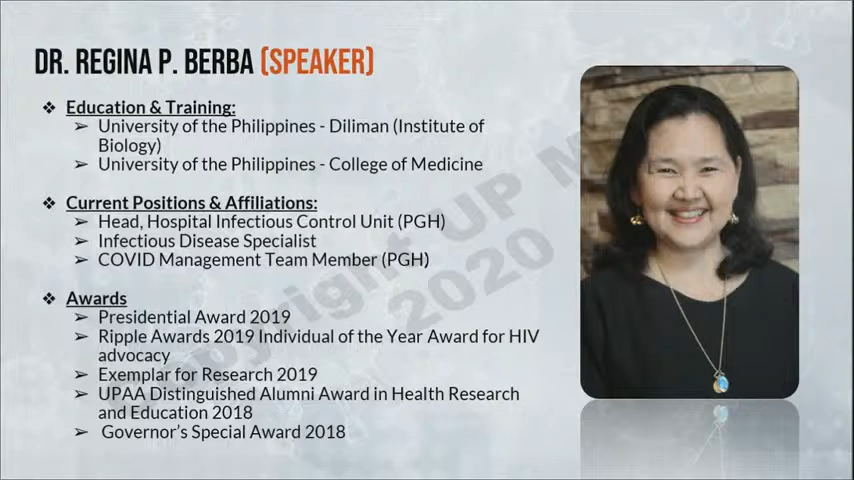 DR. REGINA P. BERBA (SPEAKER)
❖ Education & Training:
➢ University of the Philippines - Diliman (Institute of
Biology)
➢ University of the Philippines - College of Medicine
❖ Current Positions & Affiliations:
➢ Head, Hospital Infectious Control Unit (PGH)
➢ Infectious Disease Specialist
➢ COVID Management Team Member (PGH)
❖ Awards
➢ Presidential Award 2019
➢ Ripple Awards 2019 Individual of the Year Award for HIV
advocacy
➢ Exemplar for Research 2019
➢ UPAA Distinguished Alumni Award in Health Research
and Education 2018
➢ Governor's Special Award 2018
Copyright UP
2020